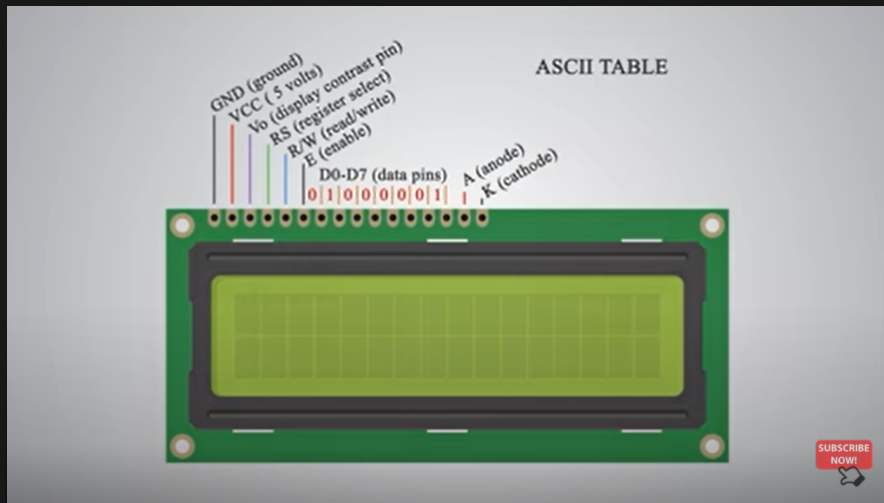 ASCII TABLE
GND (ground)
VCC ( 5 volts)
Vo (display contrast pin)
RS (register select)
R/W (read/write)
E (enable)
D0-D7 (data pins)
0 1 0 0 0 0 0 1
A (anode)
K (cathode)
SUBSCRIBE
NOW!